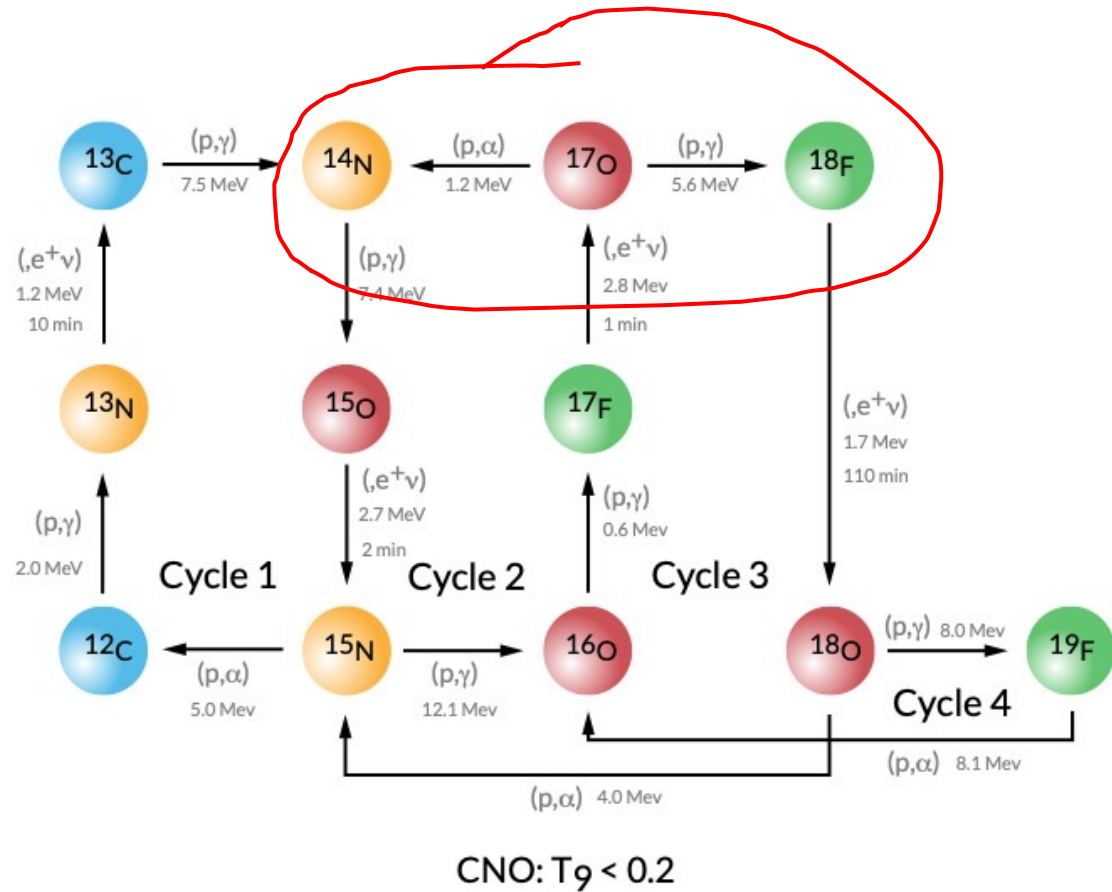 13C
(p,γ)
7.5 MeV
14N
(p,α)
1.2 MeV
17O
(p,γ)
5.6 MeV
18F
(,e+ν)
1.2 MeV
10 min
(p,γ)
7.4 MeV
(,e+ν)
2.8 Mev
1 min
13N
15O
17F
(,e+ν)
1.7 Mev
110 min
(p,γ)
2.0 MeV
(,e+ν)
2.7 MeV
2 min
(p,γ)
0.6 Mev
Cycle 1
Cycle 2
Cycle 3
12C
(p,α)
5.0 Mev
15N
(p,γ)
12.1 Mev
16O
18O
(p,γ) 8.0 Mev
19F
Cycle 4
(p,α) 8.1 Mev
(p,α) 4.0 Mev
CNO: T9 < 0.2